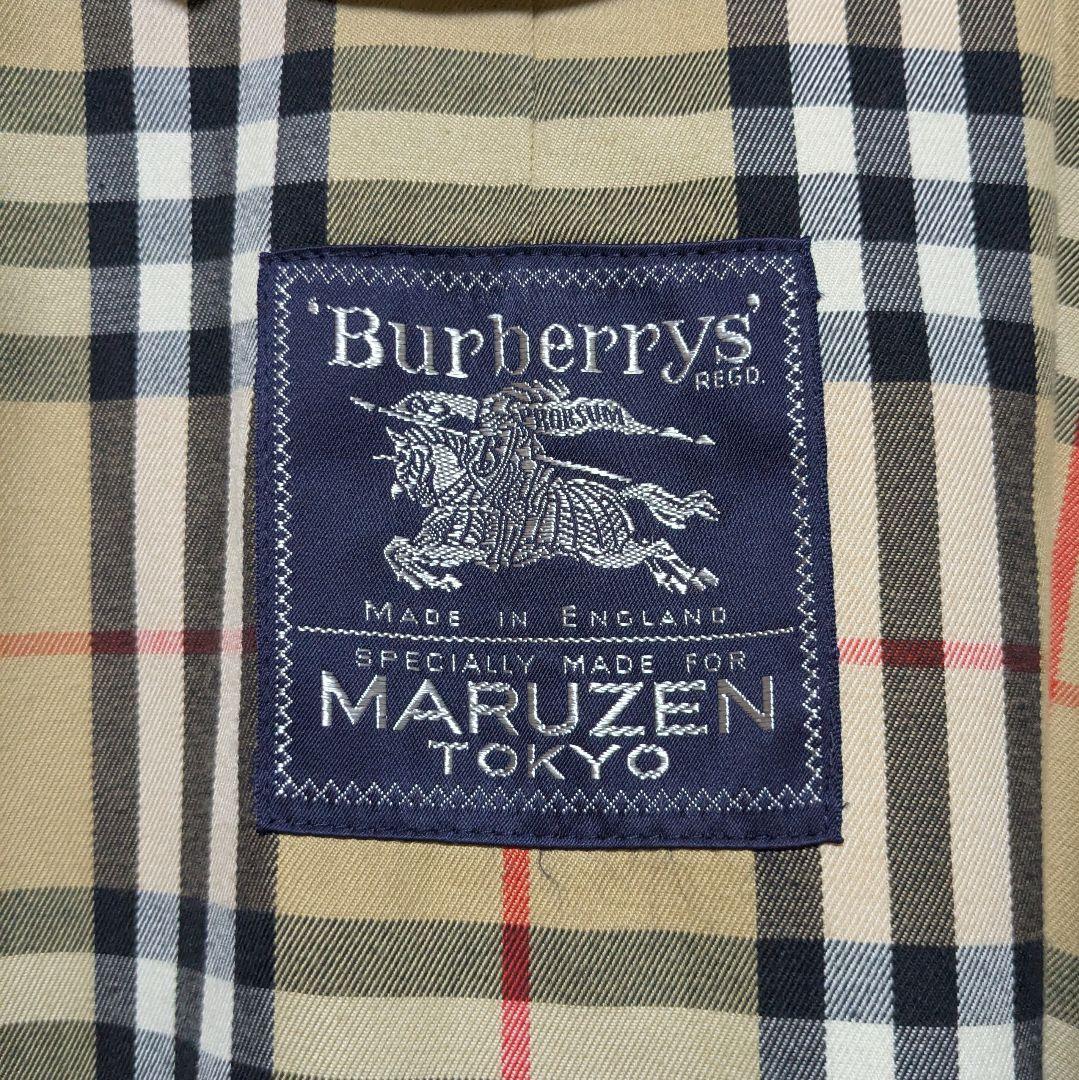 'Burberrys'
REGD.
PRORSUM
MADE IN ENGLAND
SPECIALLY MADE FOR
MARUZEN
TOKYO